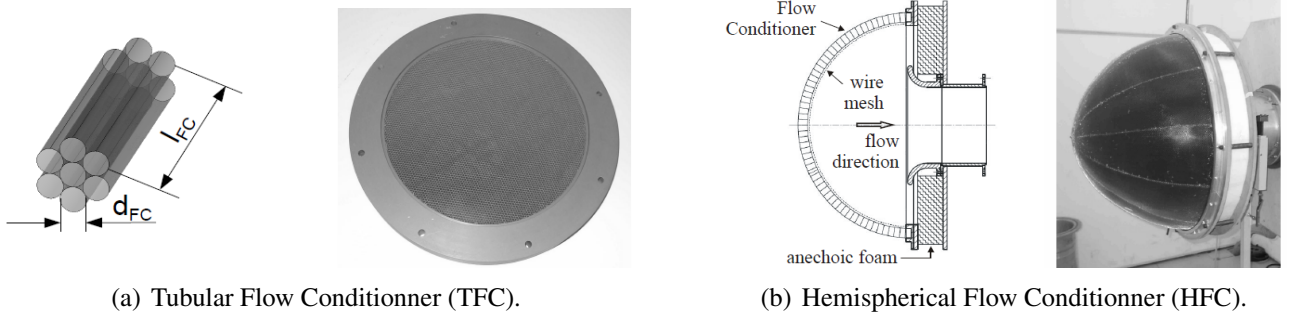 l_FC
d_FC
Flow
Conditioner
wire
mesh
flow
direction
anechoic foam
(a) Tubular Flow Conditionner (TFC).
(b) Hemispherical Flow Conditionner (HFC).